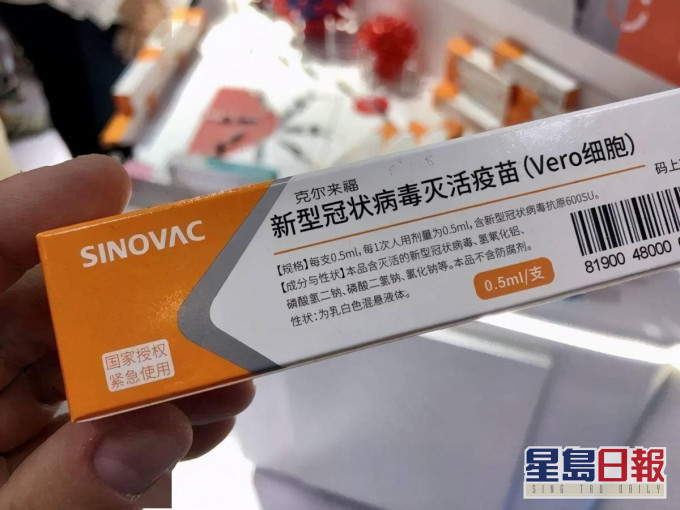 SINOVAC
克尔来福
新型冠状病毒灭活疫苗(Vero细胞)
【规格】每支0.5ml,每1次人用剂量为0.5ml,含新型冠状病毒抗原600SU。
【成分与性状】本品含灭活的新型冠状病毒、氢氧化铝、
磷酸氢二钠、磷酸二氢钠、氯化钠等。本品不含防腐剂。
性状:为乳白色混悬液体。
0.5ml/支
码上
81900 48000
国家授权
紧急使用
星島日報
SING TAO DAILY